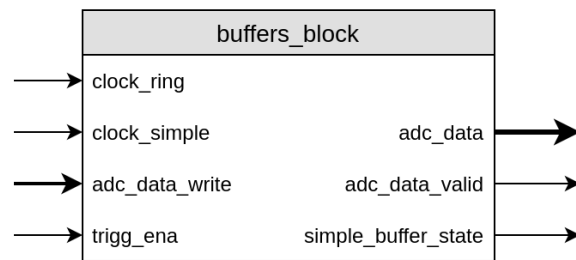 buffers_block
clock_ring
clock_simple
adc_data
adc_data_write
adc_data_valid
trigg_ena
simple_buffer_state